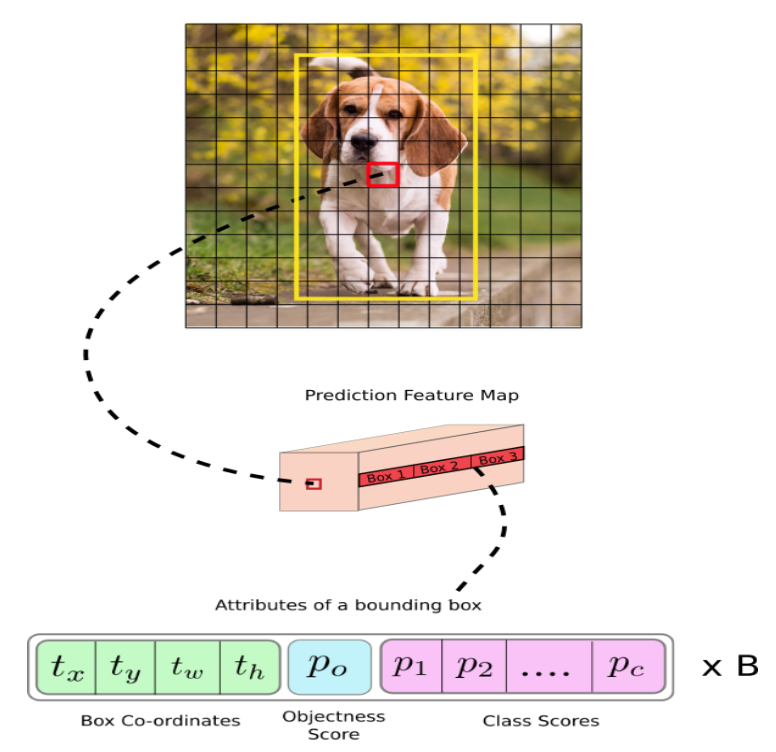 Prediction Feature Map
Box 1 Box 2 Box 3
Attributes of a bounding box
t_x t_y t_w t_h p_o p_1 p_2 .... p_c x B
Box Co-ordinates Objectness Score Class Scores